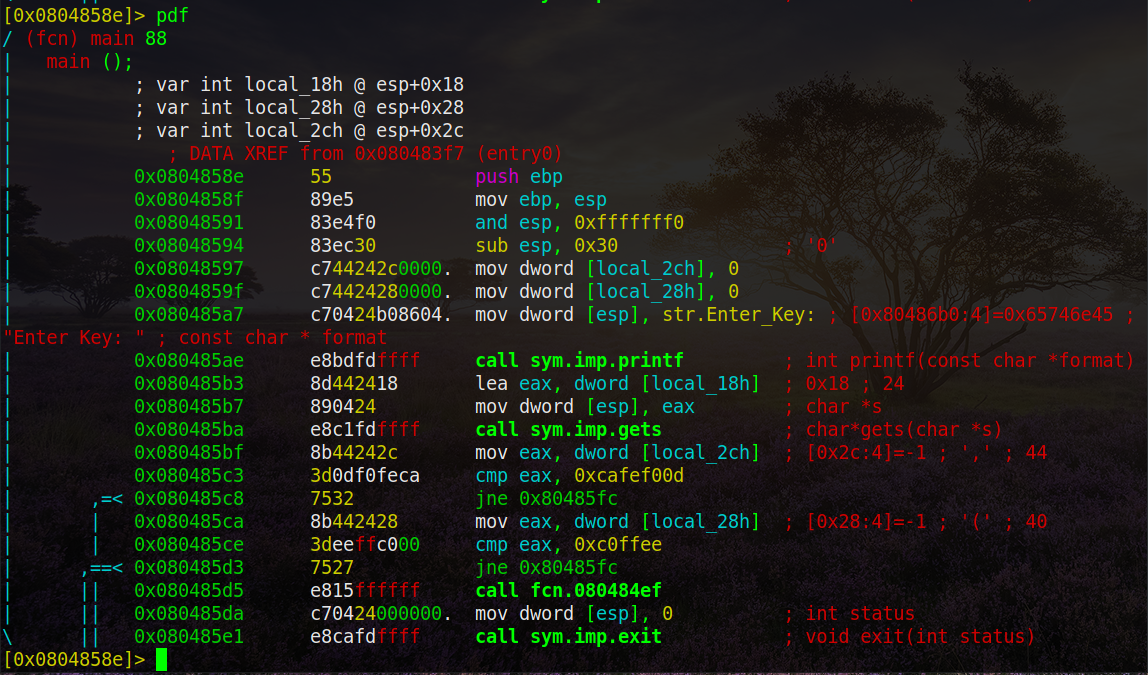 [0x0804858e]> pdf
/ (fcn) main 88
|   main ();
|           ; var int local_18h @ esp+0x18
|           ; var int local_28h @ esp+0x28
|           ; var int local_2ch @ esp+0x2c
|              ; DATA XREF from 0x080483f7 (entry0)
|           0x0804858e      55             push ebp
|           0x0804858f      89e5           mov ebp, esp
|           0x08048591      83e4f0         and esp, 0xfffffff0
|           0x08048594      83ec30         sub esp, 0x30               ; '0'
|           0x08048597      c744242c0000.  mov dword [local_2ch], 0
|           0x0804859f      c74424280000.  mov dword [local_28h], 0
|           0x080485a7      c70424b08604.  mov dword [esp], str.Enter_Key: ; [0x80486b0:4]=0x65746e45 ;
"Enter Key: " ; const char * format
|           0x080485ae      e8bdfdffff     call sym.imp.printf         ; int printf(const char *format)
|           0x080485b3      8d442418       lea eax, dword [local_18h]  ; 0x18 ; 24
|           0x080485b7      890424         mov dword [esp], eax        ; char *s
|           0x080485ba      e8c1fdffff     call sym.imp.gets           ; char*gets(char *s)
|           0x080485bf      8b44242c       mov eax, dword [local_2ch]  ; [0x2c:4]=-1 ; ',' ; 44
|           0x080485c3      3d0df0feca     cmp eax, 0xcafef00d
|       ,=< 0x080485c8      7532           jne 0x80485fc
|       |   0x080485ca      8b442428       mov eax, dword [local_28h]  ; [0x28:4]=-1 ; '(' ; 40
|       |   0x080485ce      3deeffc000     cmp eax, 0xc0ffee
|      ,==< 0x080485d3      7527           jne 0x80485fc
|      ||   0x080485d5      e815ffffff     call fcn.080484ef
|      ||   0x080485da      c70424000000.  mov dword [esp], 0          ; int status
\      ||   0x080485e1      e8cafdffff     call sym.imp.exit           ; void exit(int status)
[0x0804858e]>